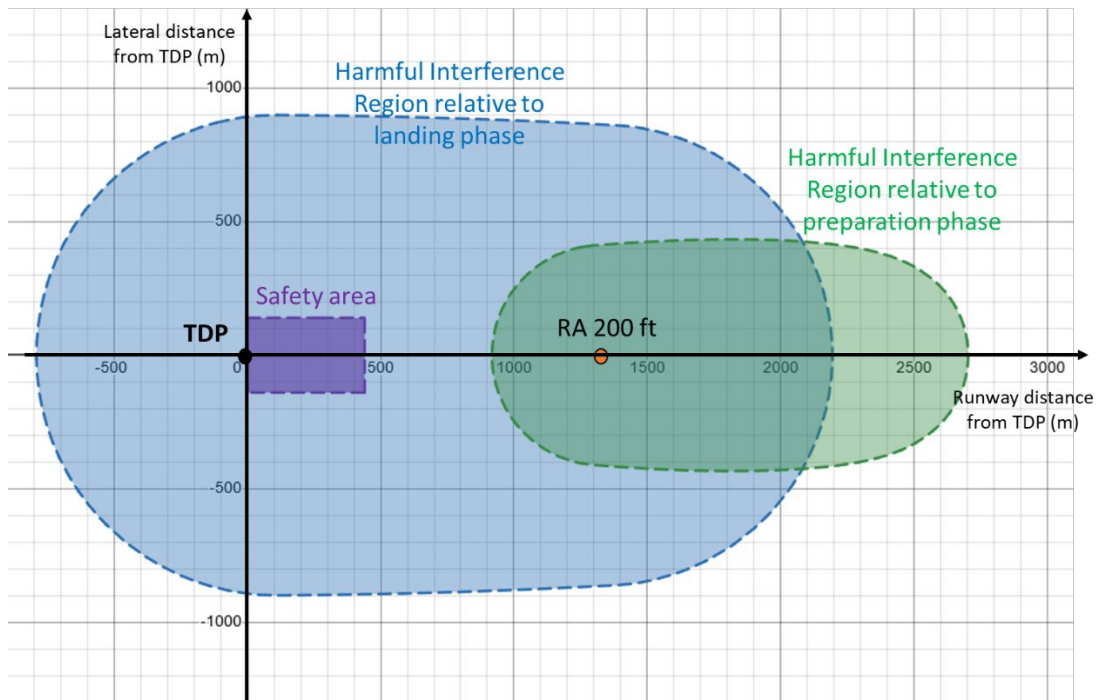 Lateral distance
from TDP (m)
1000
Harmful Interference
Region relative to
landing phase
Harmful Interference
Region relative to
preparation phase
500
Safety area
TDP
RA 200 ft
-500
0
500
1000
1500
2000
2500
3000
Runway distance
from TDP (m)
-500
-1000